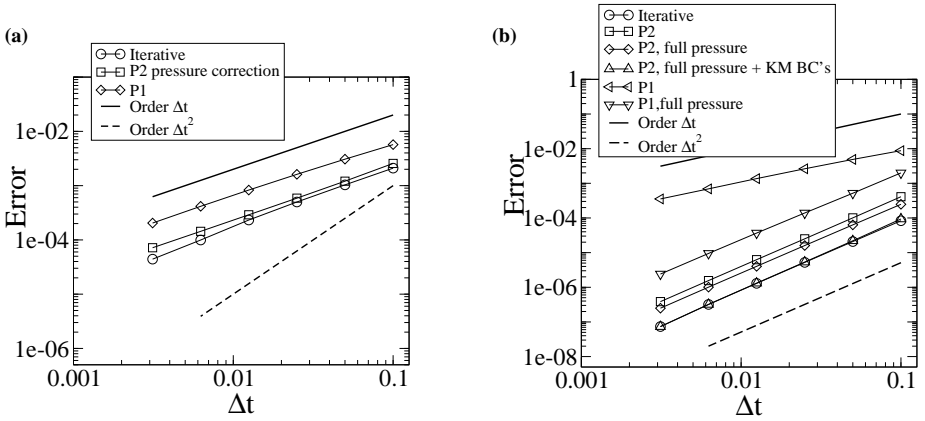 (a)
Iterative
P2 pressure correction
P1
Order Δt
Order Δt²
1e-02
1e-04
1e-06
Error
0.001
0.01
0.1
Δt
(b)
Iterative
P2
P2, full pressure
P2, full pressure + KM BC's
P1
P1,full pressure
Order Δt
Order Δt²
1
1e-02
1e-04
1e-06
1e-08
Error
0.001
0.01
0.1
Δt